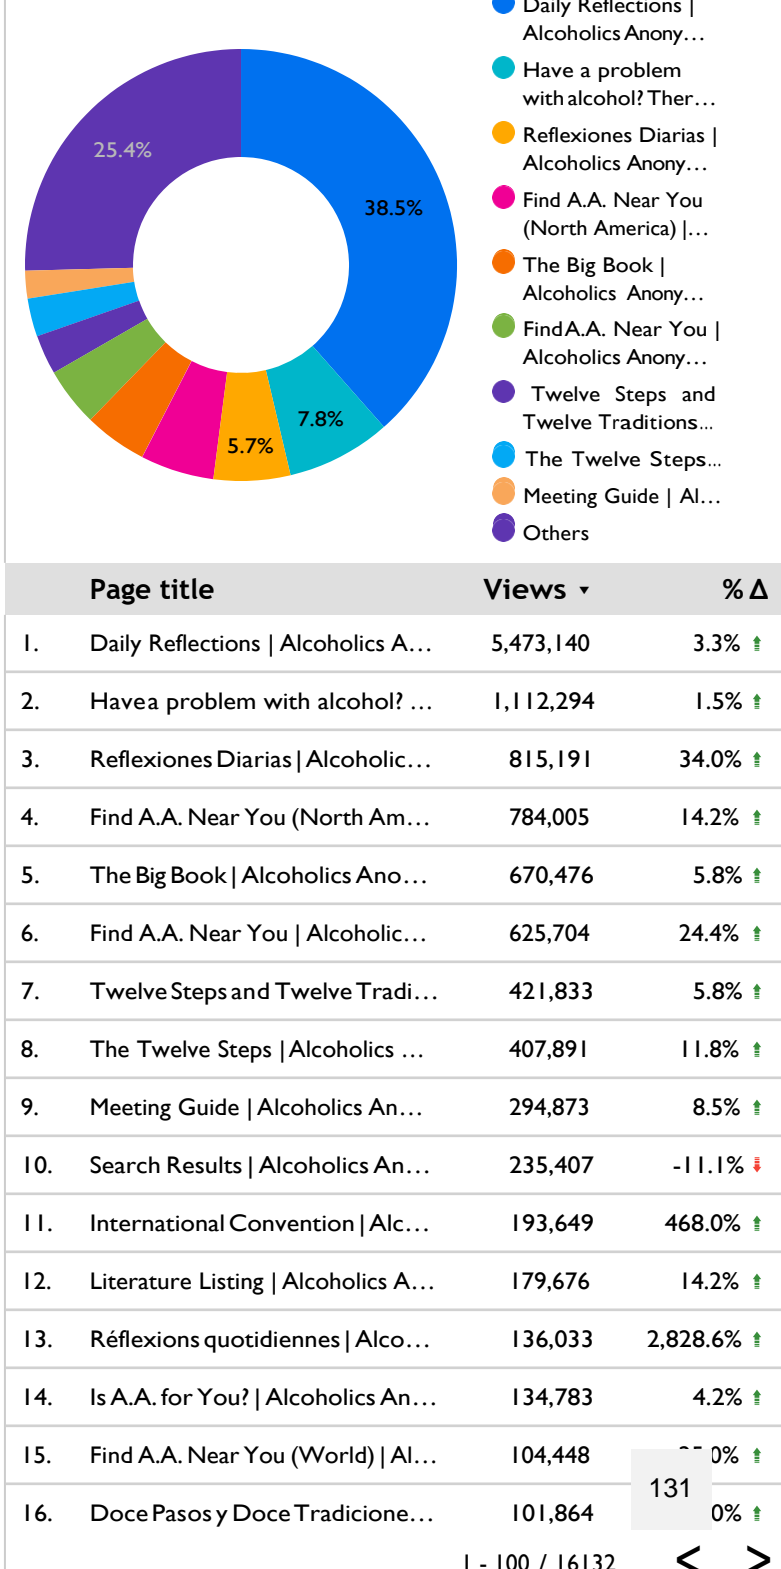 Daily Reflections |
Alcoholics Anony…
Have a problem
with alcohol? Ther…
Reflexiones Diarias |
Alcoholics Anony…
Find A.A. Near You
(North America) |…
The Big Book |
Alcoholics Anony…
Find A.A. Near You |
Alcoholics Anony…
Twelve Steps and
Twelve Traditions…
The Twelve Steps…
Meeting Guide | Al…
Others
25.4%
38.5%
7.8%
5.7%
Page title Views ▼ % Δ
1. Daily Reflections | Alcoholics A… 5,473,140 3.3%
2. Have a problem with alcohol? … 1,112,294 1.5%
3. Reflexiones Diarias | Alcoholic… 815,191 34.0%
4. Find A.A. Near You (North Am… 784,005 14.2%
5. The Big Book | Alcoholics Ano… 670,476 5.8%
6. Find A.A. Near You | Alcoholic… 625,704 24.4%
7. Twelve Steps and Twelve Tradi… 421,833 5.8%
8. The Twelve Steps | Alcoholics … 407,891 11.8%
9. Meeting Guide | Alcoholics An… 294,873 8.5%
10. Search Results | Alcoholics An… 235,407 -11.1%
11. International Convention | Alc… 193,649 468.0%
12. Literature Listing | Alcoholics A… 179,676 14.2%
13. Réflexions quotidiennes | Alco… 136,033 2,828.6%
14. Is A.A. for You? | Alcoholics An… 134,783 4.2%
15. Find A.A. Near You (World) | Al… 104,448
131
16. Doce Pasos y Doce Tradicione… 101,864
1 - 100 / 16132 < >